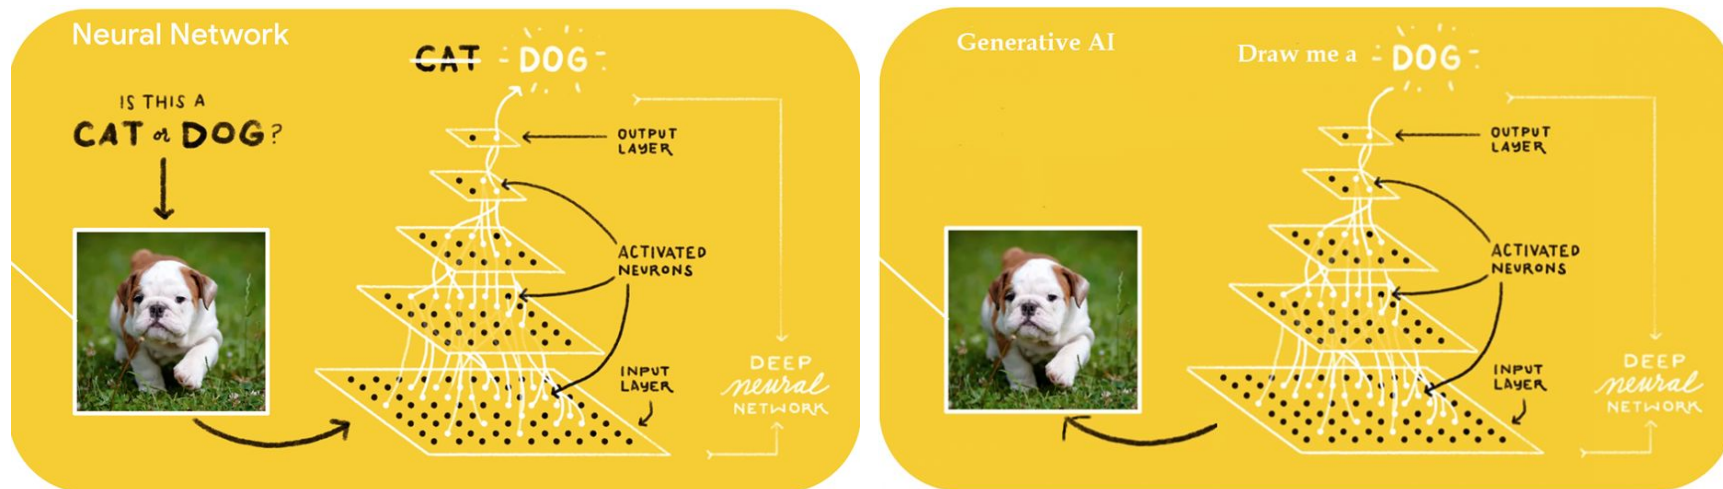 Neural Network
CAT DOG
IS THIS A
CAT or DOG?
OUTPUT
LAYER
ACTIVATED
NEURONS
INPUT
LAYER
DEEP
neural
NETWORK
Generative AI
Draw me a DOG
OUTPUT
LAYER
ACTIVATED
NEURONS
INPUT
LAYER
DEEP
neural
NETWORK